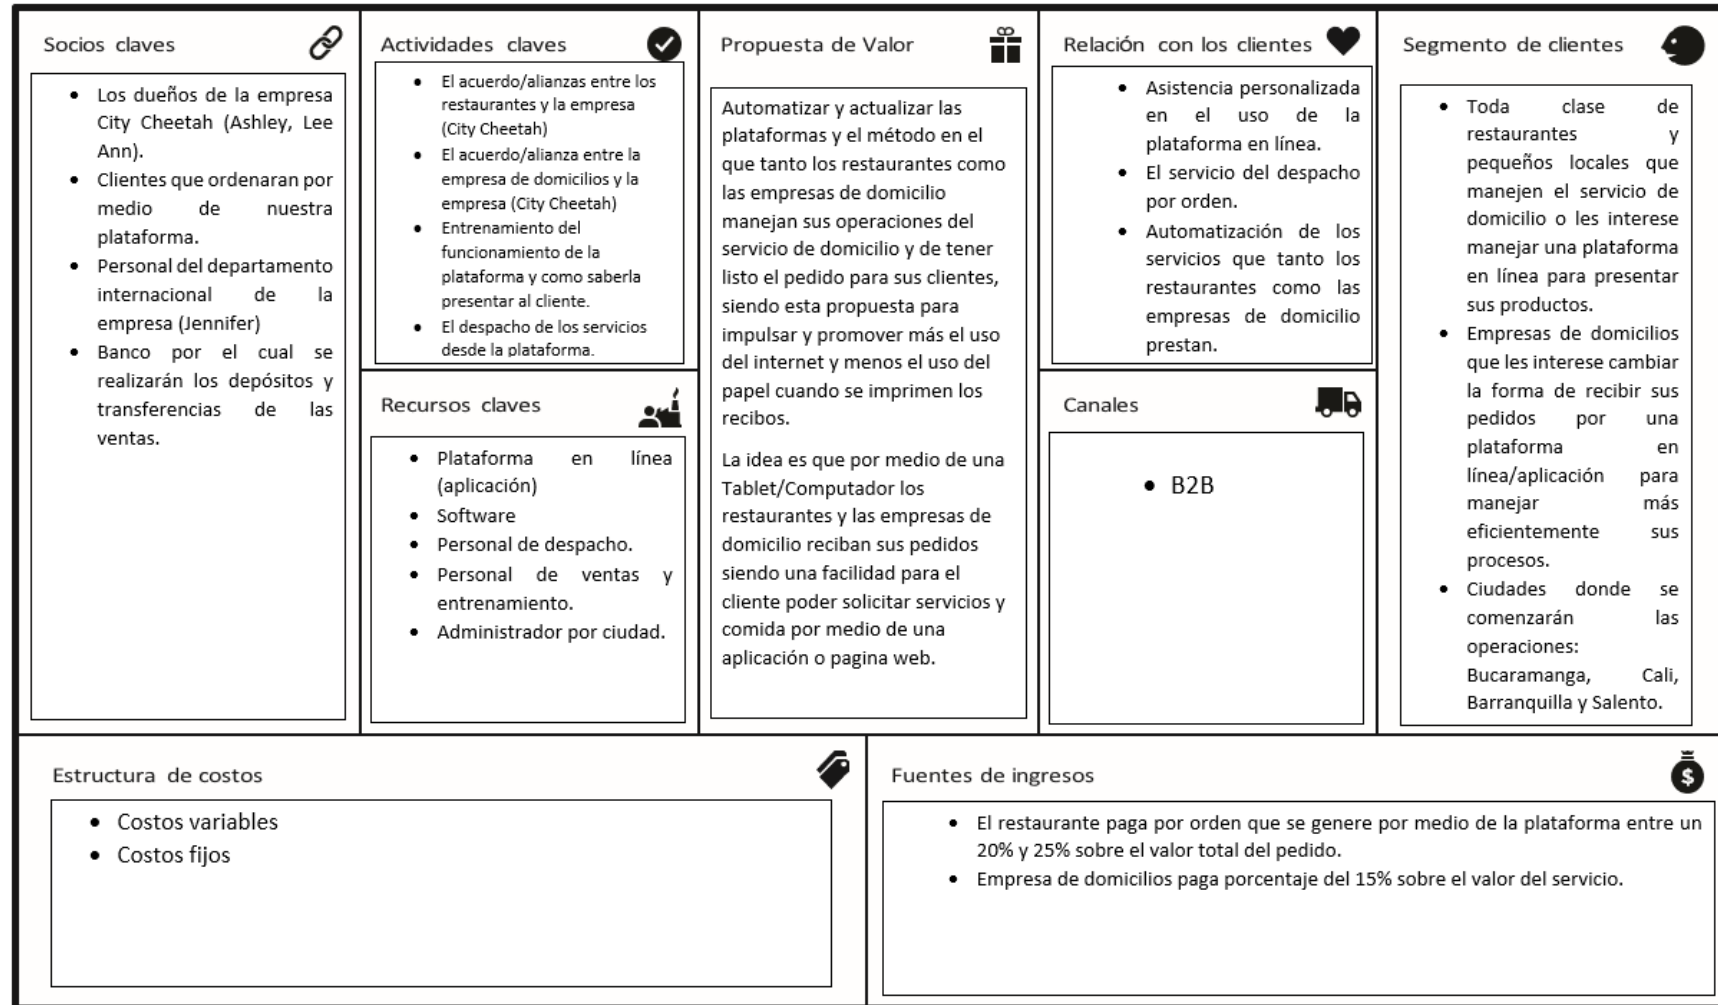 Socios claves
• Los dueños de la empresa
City Cheetah (Ashley, Lee
Ann).
• Clientes que ordenaran por
medio de nuestra
plataforma.
• Personal del departamento
internacional de la
empresa (Jennifer)
• Banco por el cual se
realizarán los depósitos y
transferencias de las
ventas.
Actividades claves
• El acuerdo/alianzas entre los
restaurantes y la empresa
(City Cheetah)
• El acuerdo/alianza entre la
empresa de domicilios y la
empresa (City Cheetah)
• Entrenamiento del
funcionamiento de la
plataforma y como saberla
presentar al cliente.
• El despacho de los servicios
desde la plataforma.
Recursos claves
• Plataforma en línea
(aplicación)
• Software
• Personal de despacho.
• Personal de ventas y
entrenamiento.
• Administrador por ciudad.
Propuesta de Valor
Automatizar y actualizar las
plataformas y el método en el
que tanto los restaurantes como
las empresas de domicilio
manejan sus operaciones del
servicio de domicilio y de tener
listo el pedido para sus clientes,
siendo esta propuesta para
impulsar y promover más el uso
del internet y menos el uso del
papel cuando se imprimen los
recibos.
La idea es que por medio de una
Tablet/Computador los
restaurantes y las empresas de
domicilio reciban sus pedidos
siendo una facilidad para el
cliente poder solicitar servicios y
comida por medio de una
aplicación o pagina web.
Relación con los clientes
• Asistencia personalizada
en el uso de la
plataforma en línea.
• El servicio del despacho
por orden.
• Automatización de los
servicios que tanto los
restaurantes como las
empresas de domicilio
prestan.
Canales
• B2B
Segmento de clientes
• Toda clase de
restaurantes y
pequeños locales que
manejen el servicio de
domicilio o les interese
manejar una plataforma
en línea para presentar
sus productos.
• Empresas de domicilios
que les interese cambiar
la forma de recibir sus
pedidos por una
plataforma en
línea/aplicación para
manejar más
eficientemente sus
procesos.
• Ciudades donde se
comenzarán las
operaciones:
Bucaramanga, Cali,
Barranquilla y Salento.
Estructura de costos
• Costos variables
• Costos fijos
Fuentes de ingresos
$
• El restaurante paga por orden que se genere por medio de la plataforma entre un
20% y 25% sobre el valor total del pedido.
• Empresa de domicilios paga porcentaje del 15% sobre el valor del servicio.